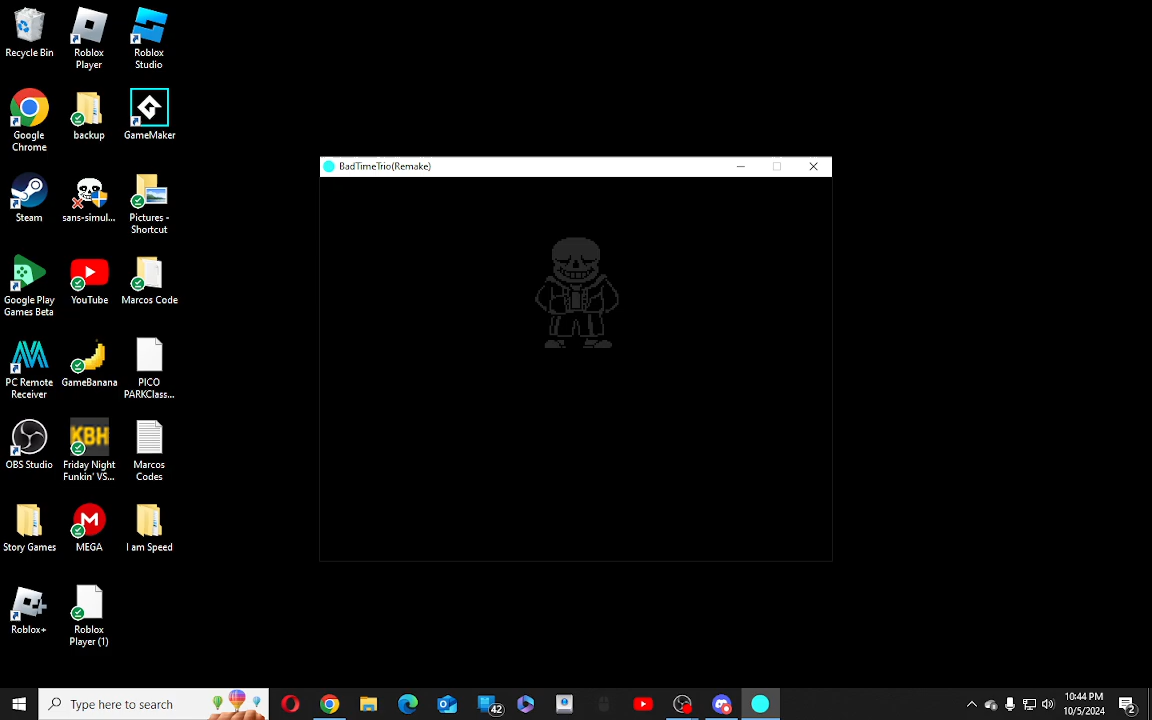 Recycle Bin
Roblox
Player
Roblox
Studio
Google
Chrome
backup
GameMaker
Steam
sans-simul...
Pictures -
Shortcut
Google Play
Games Beta
YouTube
Marcos Code
PC Remote
Receiver
GameBanana
PICO
PARKClass...
OBS Studio
KBH
Friday Night
Funkin' VS...
Marcos
Codes
Story Games
MEGA
I am Speed
Roblox+
Roblox
Player (1)
BadTimeTrio(Remake)
Type here to search
42
10:44 PM
10/5/2024
2